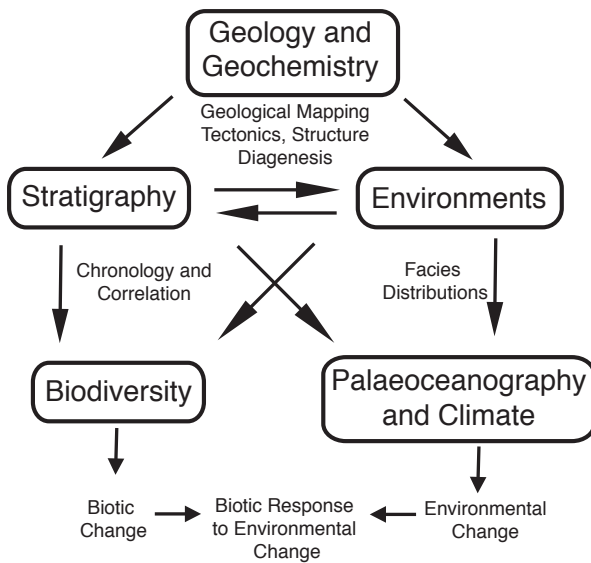 Geology and
Geochemistry
Geological Mapping
Tectonics, Structure
Diagenesis
Stratigraphy
Environments
Chronology and
Correlation
Facies
Distributions
Biodiversity
Palaeoceanography
and Climate
Biotic
Change
Biotic Response
to Environmental
Change
Environmental
Change